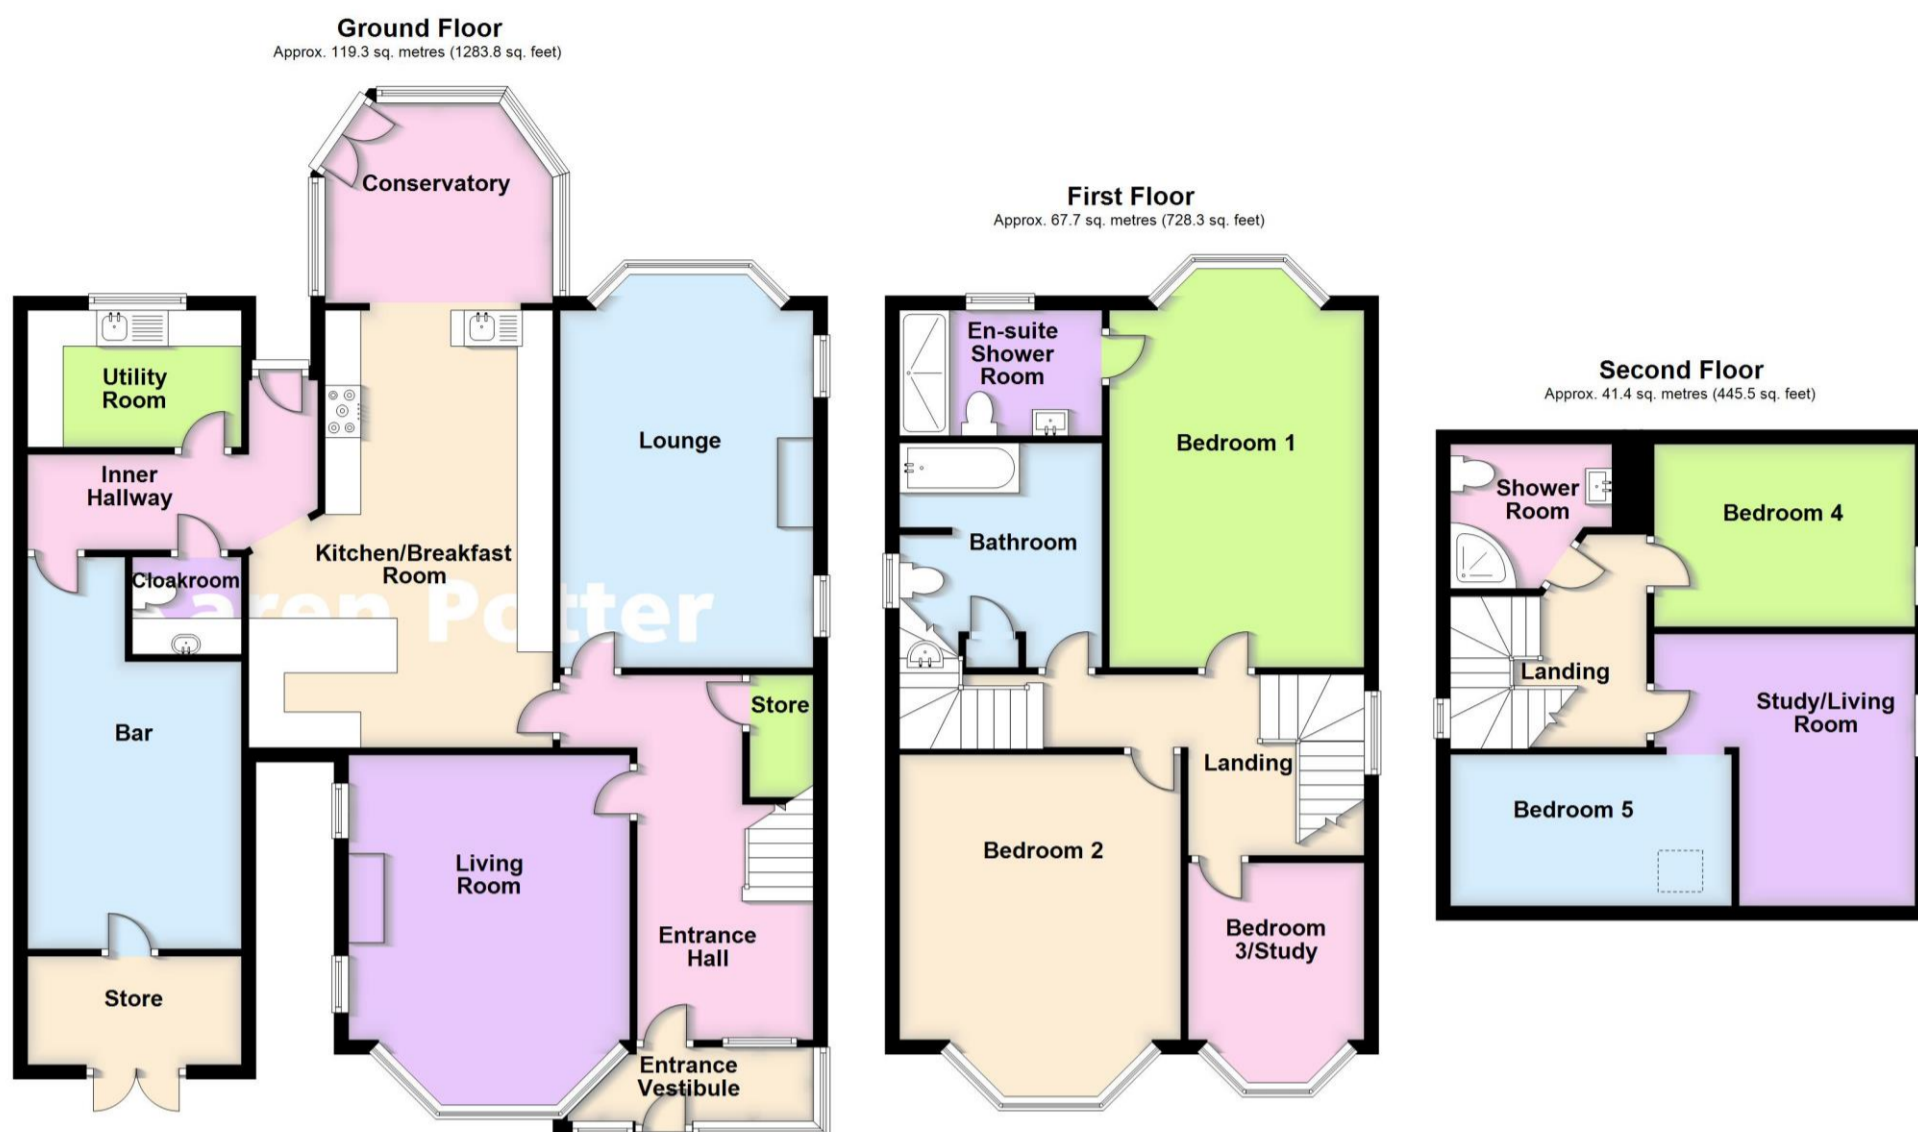 Ground Floor
Approx. 119.3 sq. metres (1283.8 sq. feet)
Conservatory
Utility
Room
Inner
Hallway
Kitchen/Breakfast
Room
Lounge
Cloakroom
aren Potter
Bar
Store
Living
Room
Entrance
Hall
Store
Entrance
Vestibule
First Floor
Approx. 67.7 sq. metres (728.3 sq. feet)
En-suite
Shower
Room
Bedroom 1
Bathroom
Landing
Bedroom 2
Bedroom
3/Study
Second Floor
Approx. 41.4 sq. metres (445.5 sq. feet)
Shower
Room
Bedroom 4
Landing
Study/Living
Room
Bedroom 5